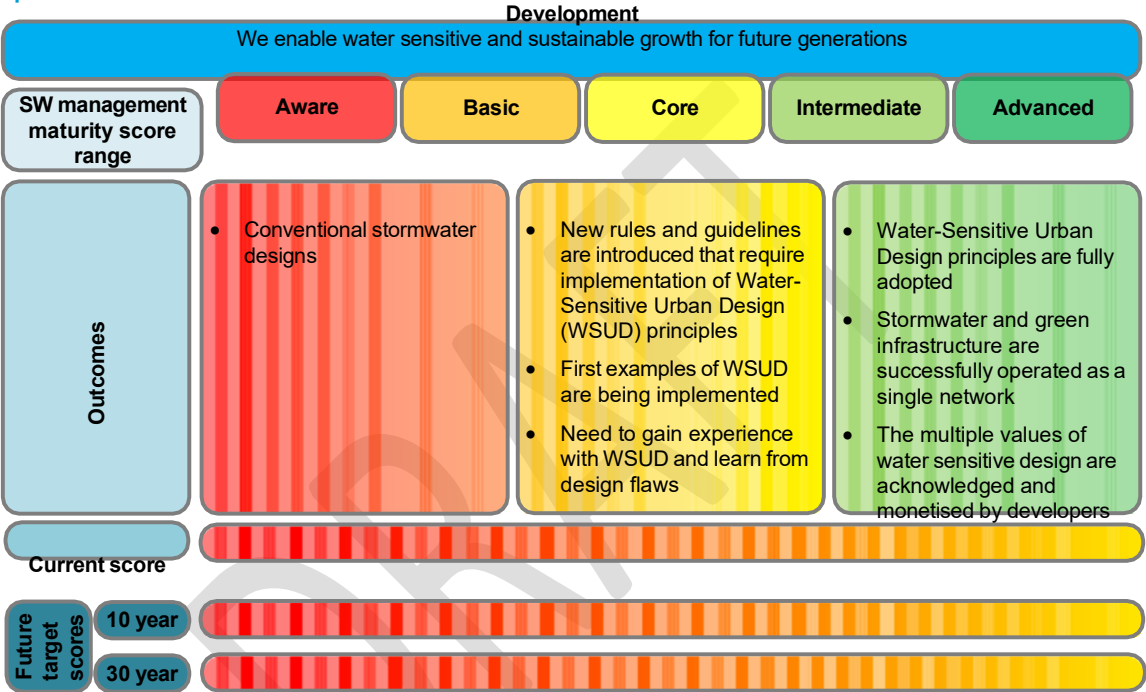 Development
We enable water sensitive and sustainable growth for future generations
SW management
maturity score
range
Aware
Basic
Core
Intermediate
Advanced
Outcomes
• Conventional stormwater
designs
• New rules and guidelines
are introduced that require
implementation of Water-
Sensitive Urban Design
(WSUD) principles
• First examples of WSUD
are being implemented
• Need to gain experience
with WSUD and learn from
design flaws
• Water-Sensitive Urban
Design principles are fully
adopted
• Stormwater and green
infrastructure are
successfully operated as a
single network
• The multiple values of
water sensitive design are
acknowledged and
monetised by developers
Current score
Future
target
scores
10 year
30 year
DRAFT